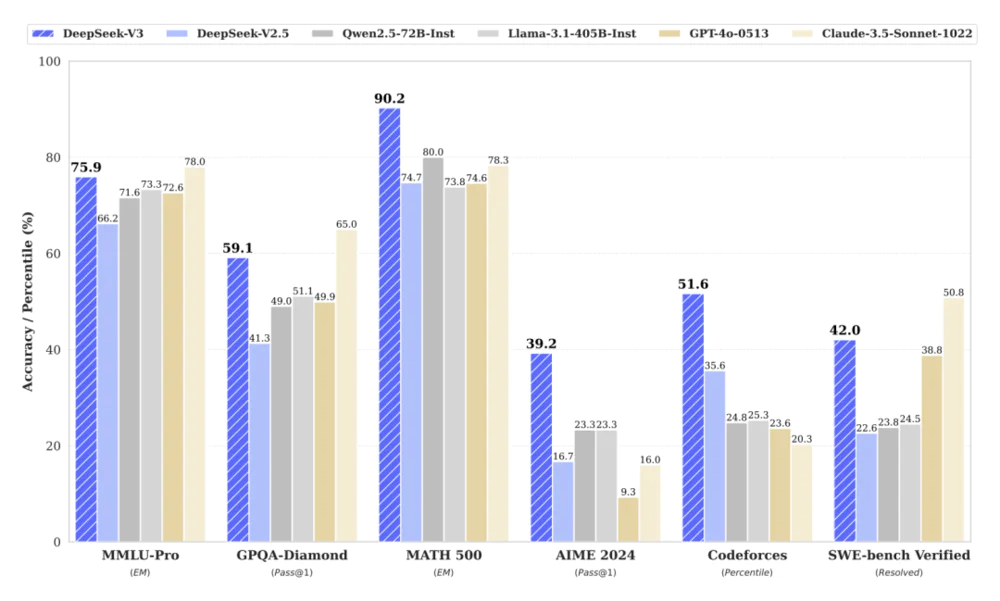 DeepSeek-V3 DeepSeek-V2.5 Qwen2.5-72B-Inst Llama-3.1-405B-Inst GPT-4o-0513 Claude-3.5-Sonnet-1022
Accuracy / Percentile (%)
100
80
60
40
20
0
75.9 66.2 71.6 73.3 72.6 78.0
59.1 41.3 49.0 51.1 49.9 65.0
90.2 74.7 80.0 73.8 74.6 78.3
39.2 16.7 23.3 23.3 9.3 16.0
51.6 35.6 24.8 25.3 23.6 20.3
42.0 22.6 23.8 24.5 38.8 50.8
MMLU-Pro GPQA-Diamond MATH 500 AIME 2024 Codeforces SWE-bench Verified
(EM) (Pass@1) (EM) (Pass@1) (Percentile) (Resolved)